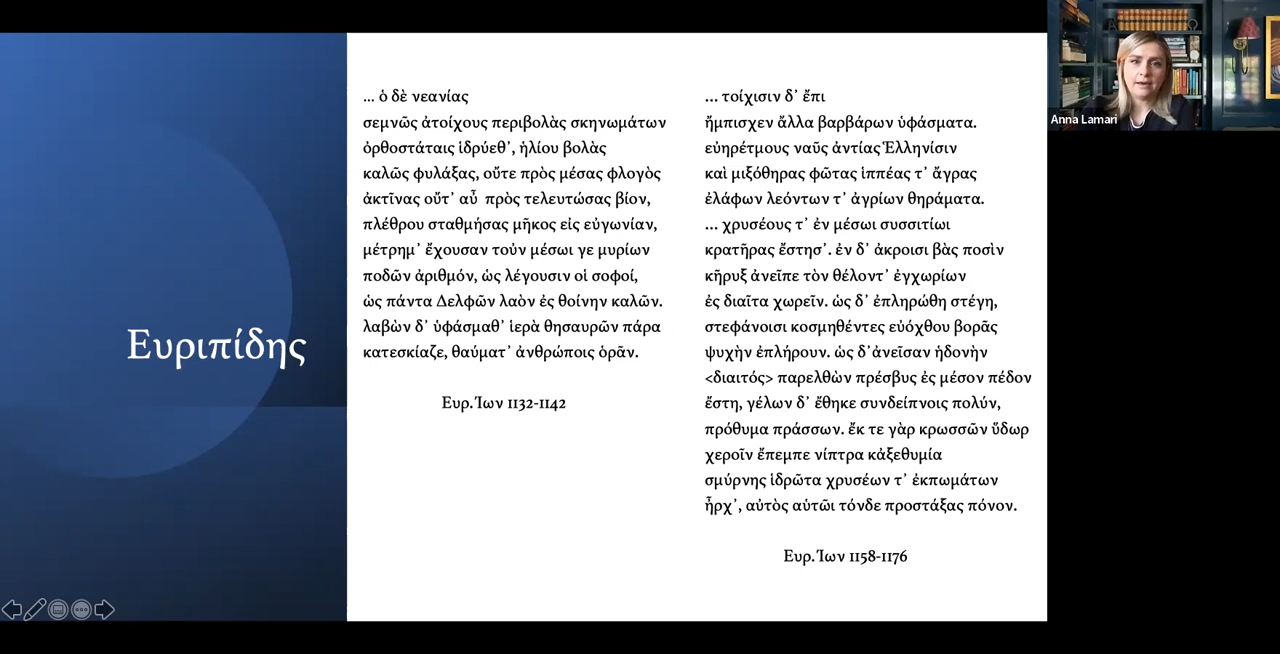 Ευριπίδης
... ὁ δὲ νεανίας
σεμνῶς ἀτοίχους περιβολὰς σκηνωμάτων
ὀρθοστάταις ἱδρύεθ’, ἡλίου βολὰς
καλῶς φυλάξας, οὔτε πρὸς μέσας φλογὸς
ἀκτῖνας οὔτ’ αὖ πρὸς τελευτώσας βίον,
πλέθρου σταθμήσας μῆκος εἰς εὐγωνίαν,
μέτρημ’ ἔχουσαν τοὐν μέσωι γε μυρίων
ποδῶν ἀριθμόν, ὡς λέγουσιν οἱ σοφοί,
ὡς πάντα Δελφῶν λαὸν ἐς θοίνην καλῶν.
λαβὼν δ’ ὑφάσμαθ’ ἱερὰ θησαυρῶν πάρα
κατεσκίαζε, θαύματ’ ἀνθρώποις ὁρᾶν.
Ευρ. Ἴων 1132-1142
... τοίχισιν δ’ ἔπι
ἤμπισχεν ἄλλα βαρβάρων ὑφάσματα.
εὐηρέτμους ναῦς ἀντίας Ἑλληνίσιν
καὶ μιξόθηρας φῶτας ἱππέας τ’ ἄγρας
ἐλάφων λεόντων τ’ ἀγρίων θηράματα.
... χρυσέους τ’ ἐν μέσωι συσσιτίωι
κρατῆρας ἔστησ’. ἐν δ’ ἄκροισι βὰς ποσὶν
κῆρυξ ἀνεῖπε τὸν θέλοντ’ ἐγχωρίων
ἐς διαῖτα χωρεῖν. ὡς δ’ ἐπληρώθη στέγη,
στεφάνοισι κοσμηθέντες εὐόχθου βορᾶς
ψυχὴν ἐπλήρουν. ὡς δ’ἀνεῖσαν ἡδονὴν
<διαιτός> παρελθὼν πρέσβυς ἐς μέσον πέδον
ἔστη, γέλων δ’ ἔθηκε συνδείπνοις πολύν,
πρόθυμα πράσσων. ἔκ τε γὰρ κρωσσῶν ὕδωρ
χεροῖν ἔπεμπε νίπτρα κἀξεθυμία
σμύρνης ἱδρῶτα χρυσέων τ’ ἐκπωμάτων
ἦρχ’, αὐτὸς αὑτῶι τόνδε προστάξας πόνον.
Ευρ. Ἴων 1158-1176
Anna Lamari